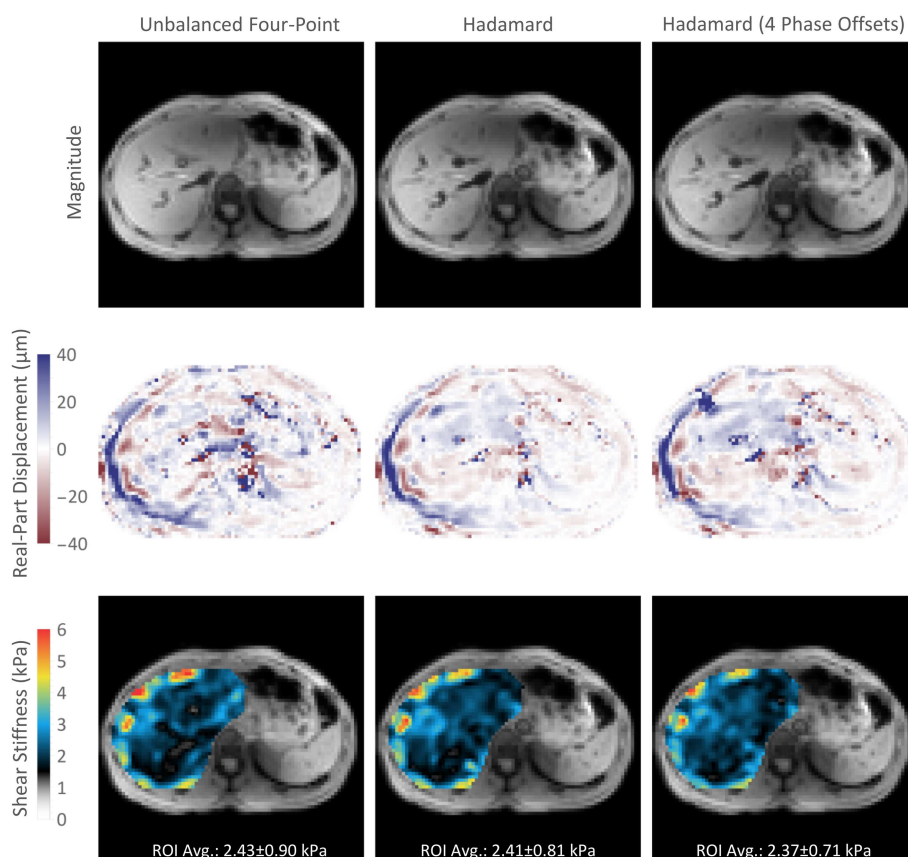 Unbalanced Four-Point
Hadamard
Hadamard (4 Phase Offsets)
Magnitude
Real-Part Displacement (μm)
40
20
0
−20
−40
Shear Stiffness (kPa)
6
5
4
3
2
1
0
ROI Avg.: 2.43±0.90 kPa
ROI Avg.: 2.41±0.81 kPa
ROI Avg.: 2.37±0.71 kPa